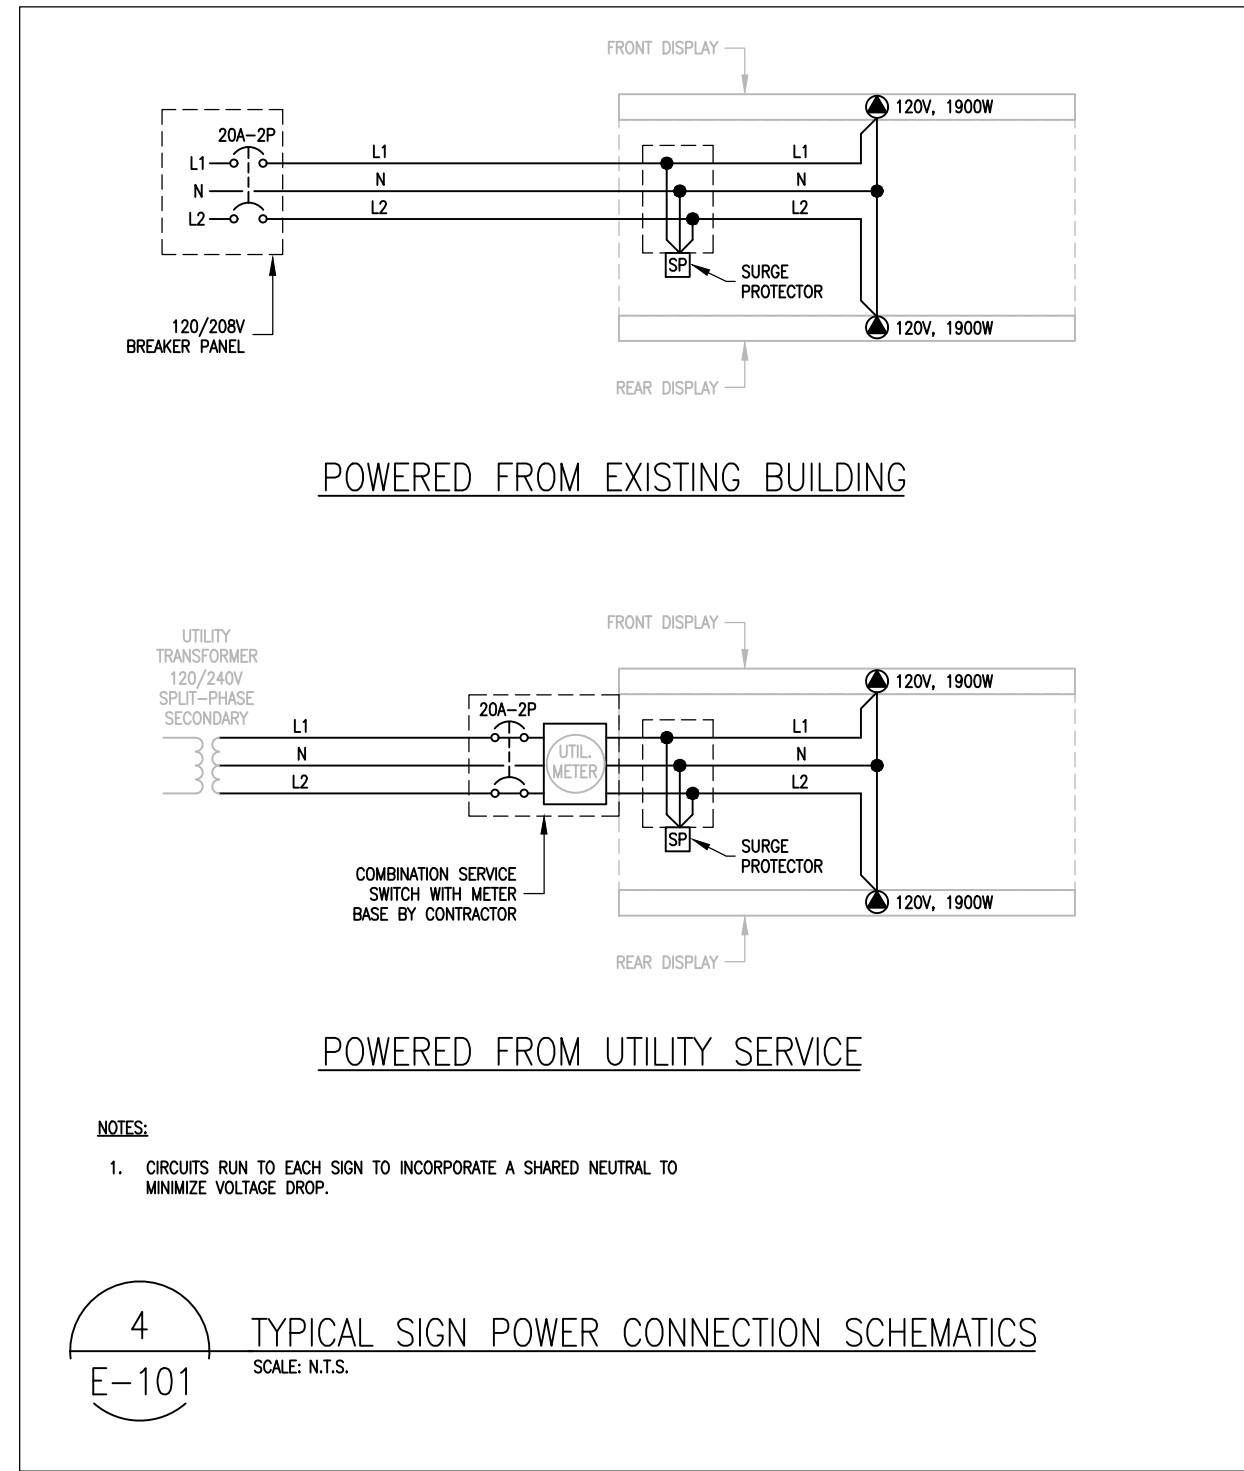 FRONT DISPLAY
120V, 1900W
20A-2P
L1
L1
L1
N
N
N
L2
L2
L2
SP
SURGE
PROTECTOR
120/208V
BREAKER PANEL
120V, 1900W
REAR DISPLAY
POWERED FROM EXISTING BUILDING
FRONT DISPLAY
UTILITY
TRANSFORMER
120/240V
SPLIT-PHASE
SECONDARY
120V, 1900W
20A-2P
L1
L1
N
UTIL.
METER
N
L2
L2
SP
SURGE
PROTECTOR
COMBINATION SERVICE
SWITCH WITH METER
BASE BY CONTRACTOR
120V, 1900W
REAR DISPLAY
POWERED FROM UTILITY SERVICE
NOTES:
1. CIRCUITS RUN TO EACH SIGN TO INCORPORATE A SHARED NEUTRAL TO
MINIMIZE VOLTAGE DROP.
4
E-101
TYPICAL SIGN POWER CONNECTION SCHEMATICS
SCALE: N.T.S.